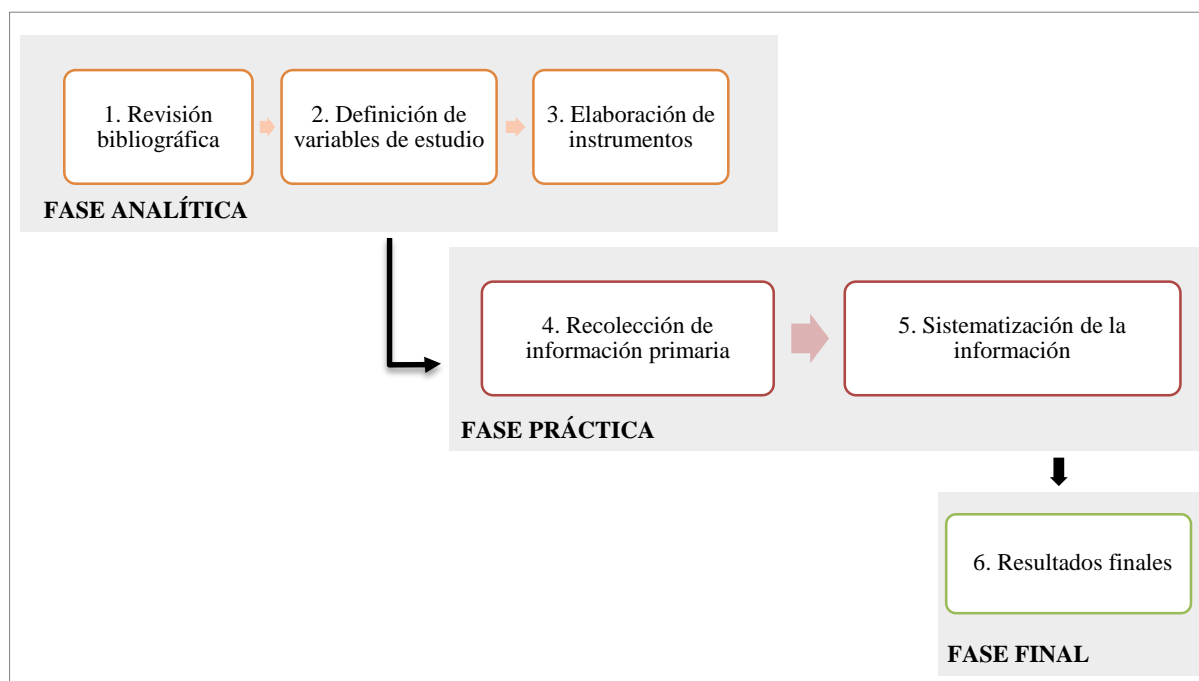 1. Revisión
bibliográfica
2. Definición de
variables de estudio
3. Elaboración de
instrumentos
FASE ANALÍTICA
4. Recolección de
información primaria
5. Sistematización de la
información
FASE PRÁCTICA
6. Resultados finales
FASE FINAL